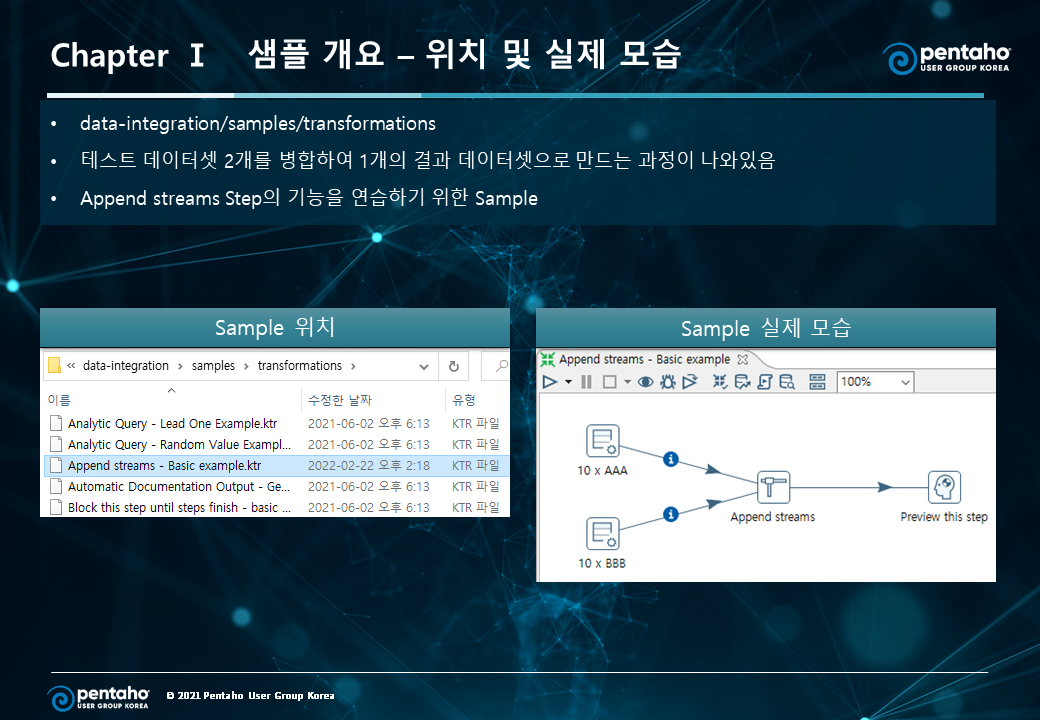 Chapter Ⅰ 샘플 개요 – 위치 및 실제 모습
pentaho
USER GROUP KOREA
• data-integration/samples/transformations
• 테스트 데이터셋 2개를 병합하여 1개의 결과 데이터셋으로 만드는 과정이 나와있음
• Append streams Step의 기능을 연습하기 위한 Sample
Sample 위치
« data-integration › samples › transformations ›
이름 수정한 날짜 유형
Analytic Query - Lead One Example.ktr 2021-06-02 오후 6:13 KTR 파일
Analytic Query - Random Value Exampl... 2021-06-02 오후 6:13 KTR 파일
Append streams - Basic example.ktr 2022-02-22 오후 2:18 KTR 파일
Automatic Documentation Output - Ge... 2021-06-02 오후 6:13 KTR 파일
Block this step until steps finish - basic ... 2021-06-02 오후 6:13 KTR 파일
Sample 실제 모습
Append streams - Basic example
100%
10 x AAA
Append streams
Preview this step
10 x BBB
pentaho
USER GROUP KOREA
© 2021 Pentaho User Group Korea